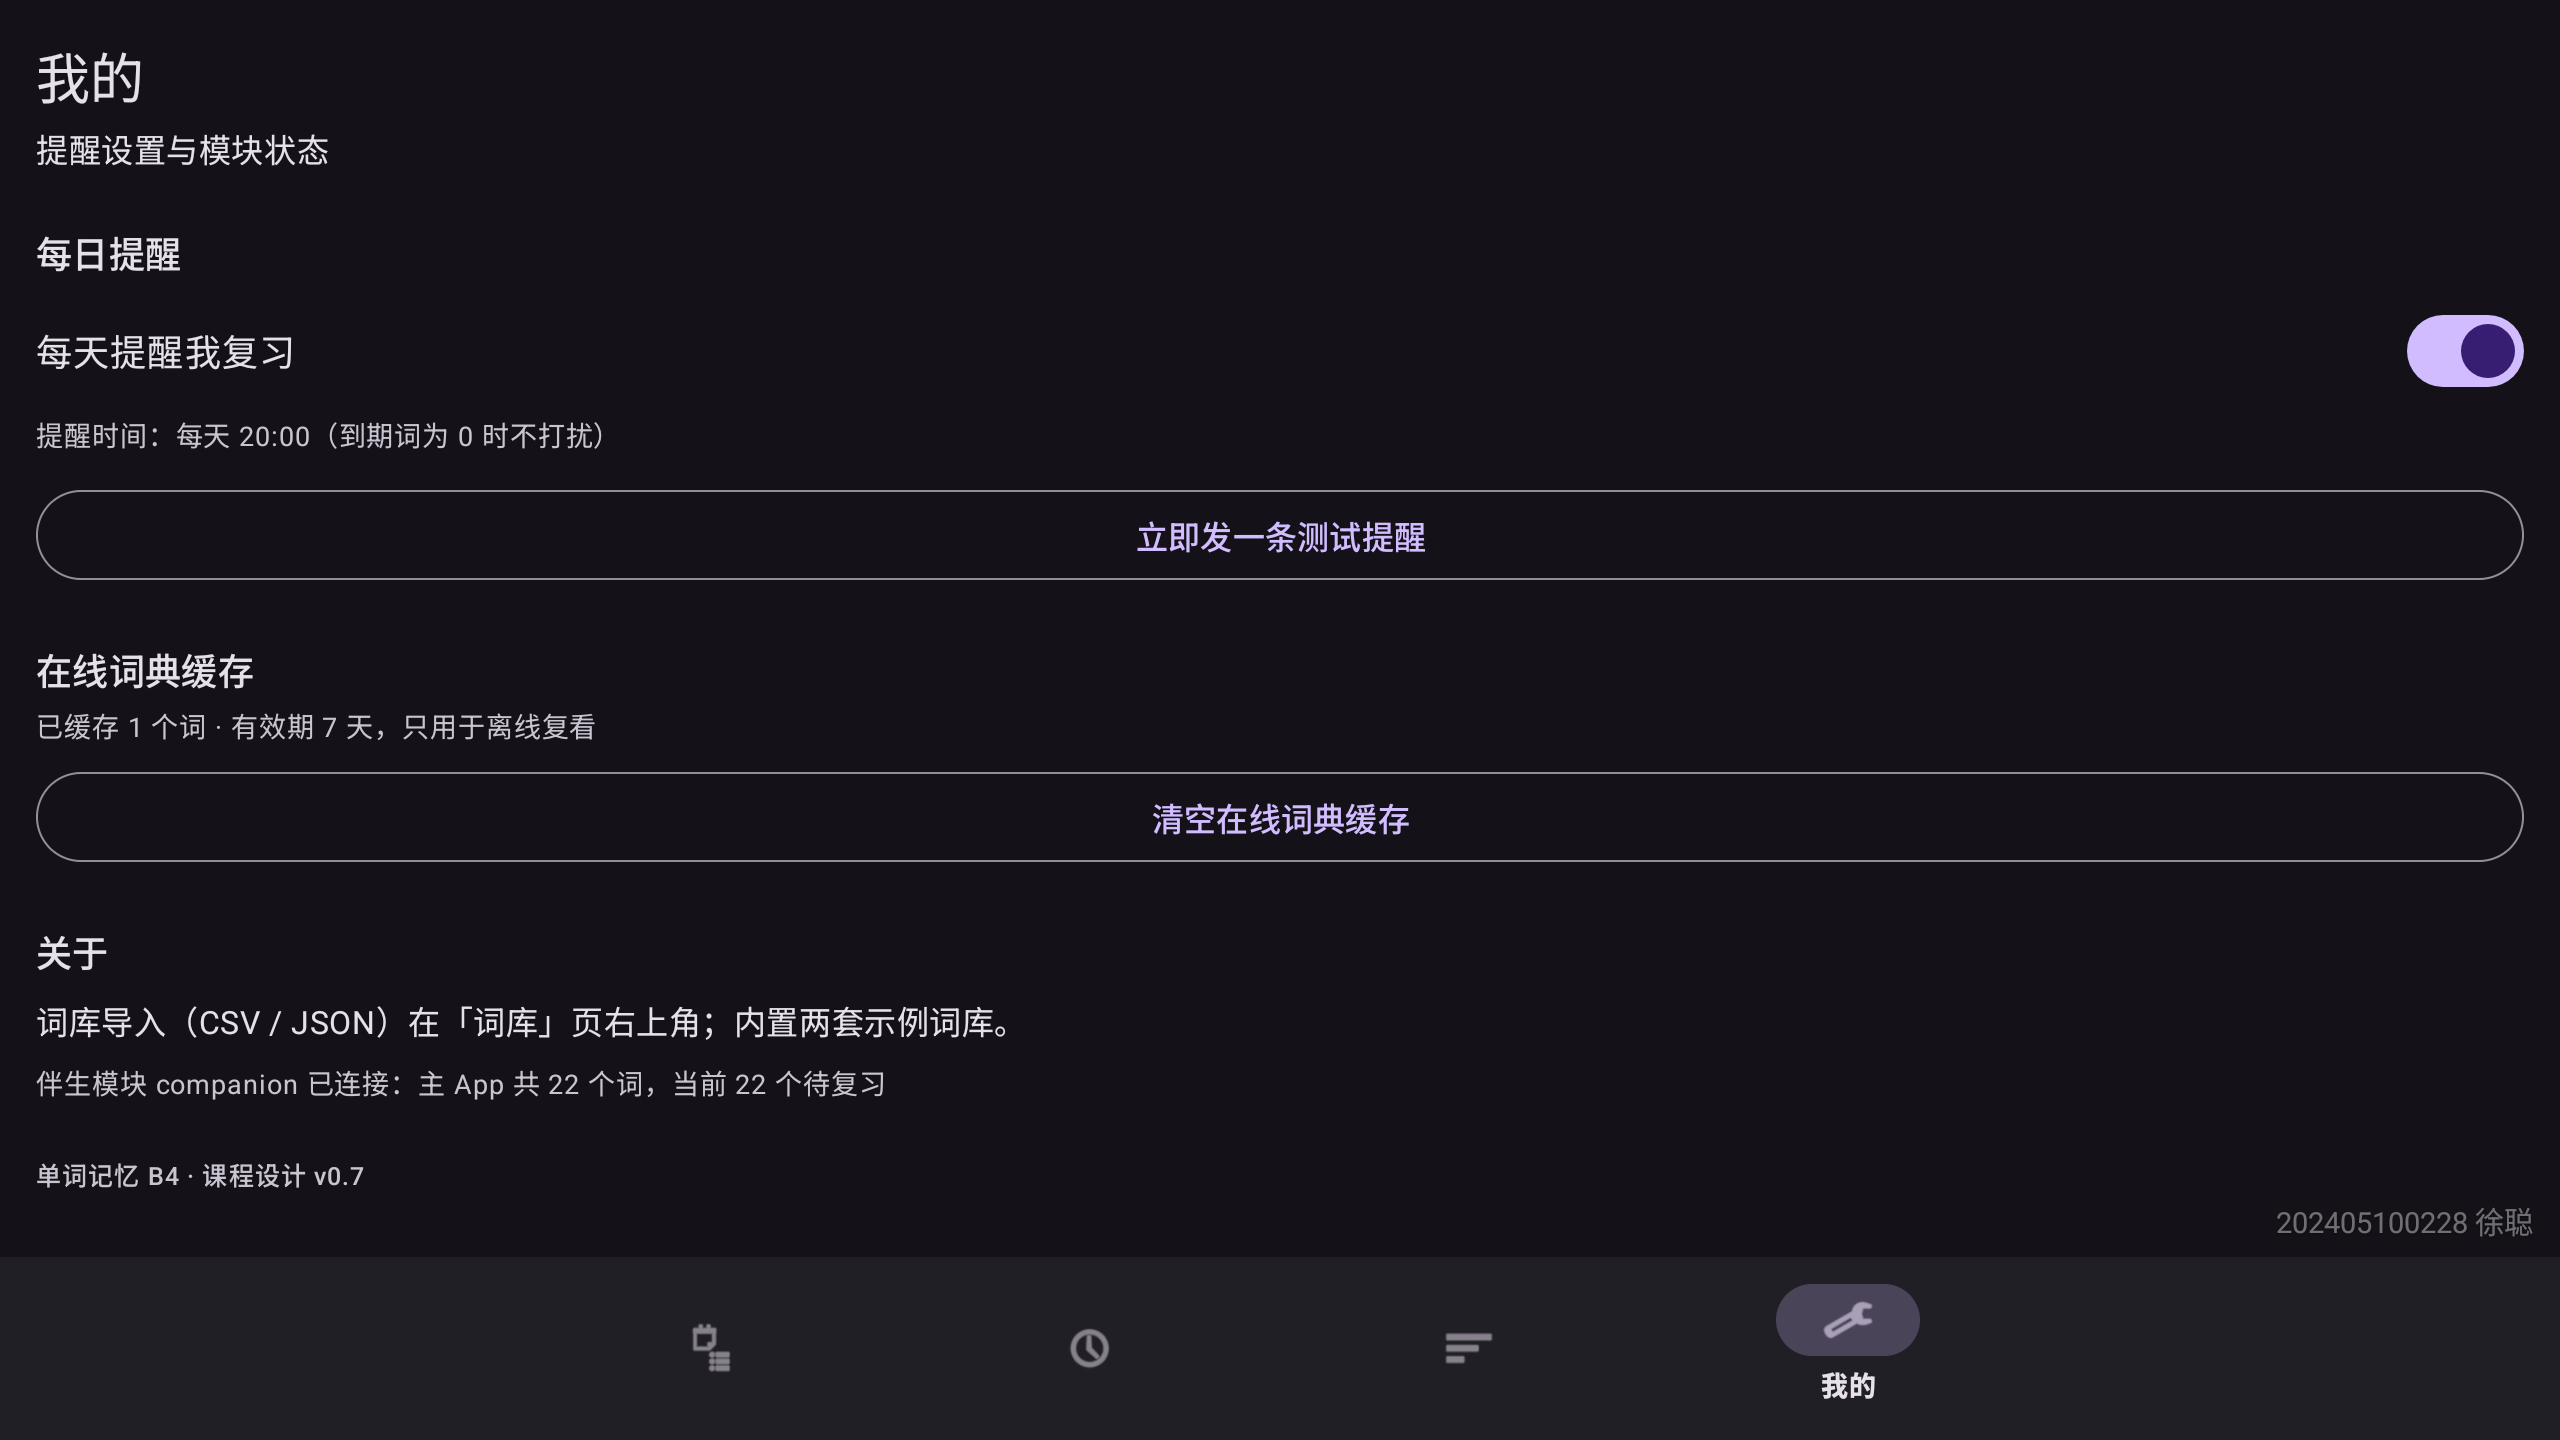 我的
提醒设置与模块状态
每日提醒
每天提醒我复习
提醒时间：每天 20:00（到期词为 0 时不打扰）
立即发一条测试提醒
在线词典缓存
已缓存 1 个词 · 有效期 7 天，只用于离线复看
清空在线词典缓存
关于
词库导入（CSV / JSON）在「词库」页右上角；内置两套示例词库。
伴生模块 companion 已连接：主 App 共 22 个词，当前 22 个待复习
单词记忆 B4 · 课程设计 v0.7
202405100228 徐聪
我的